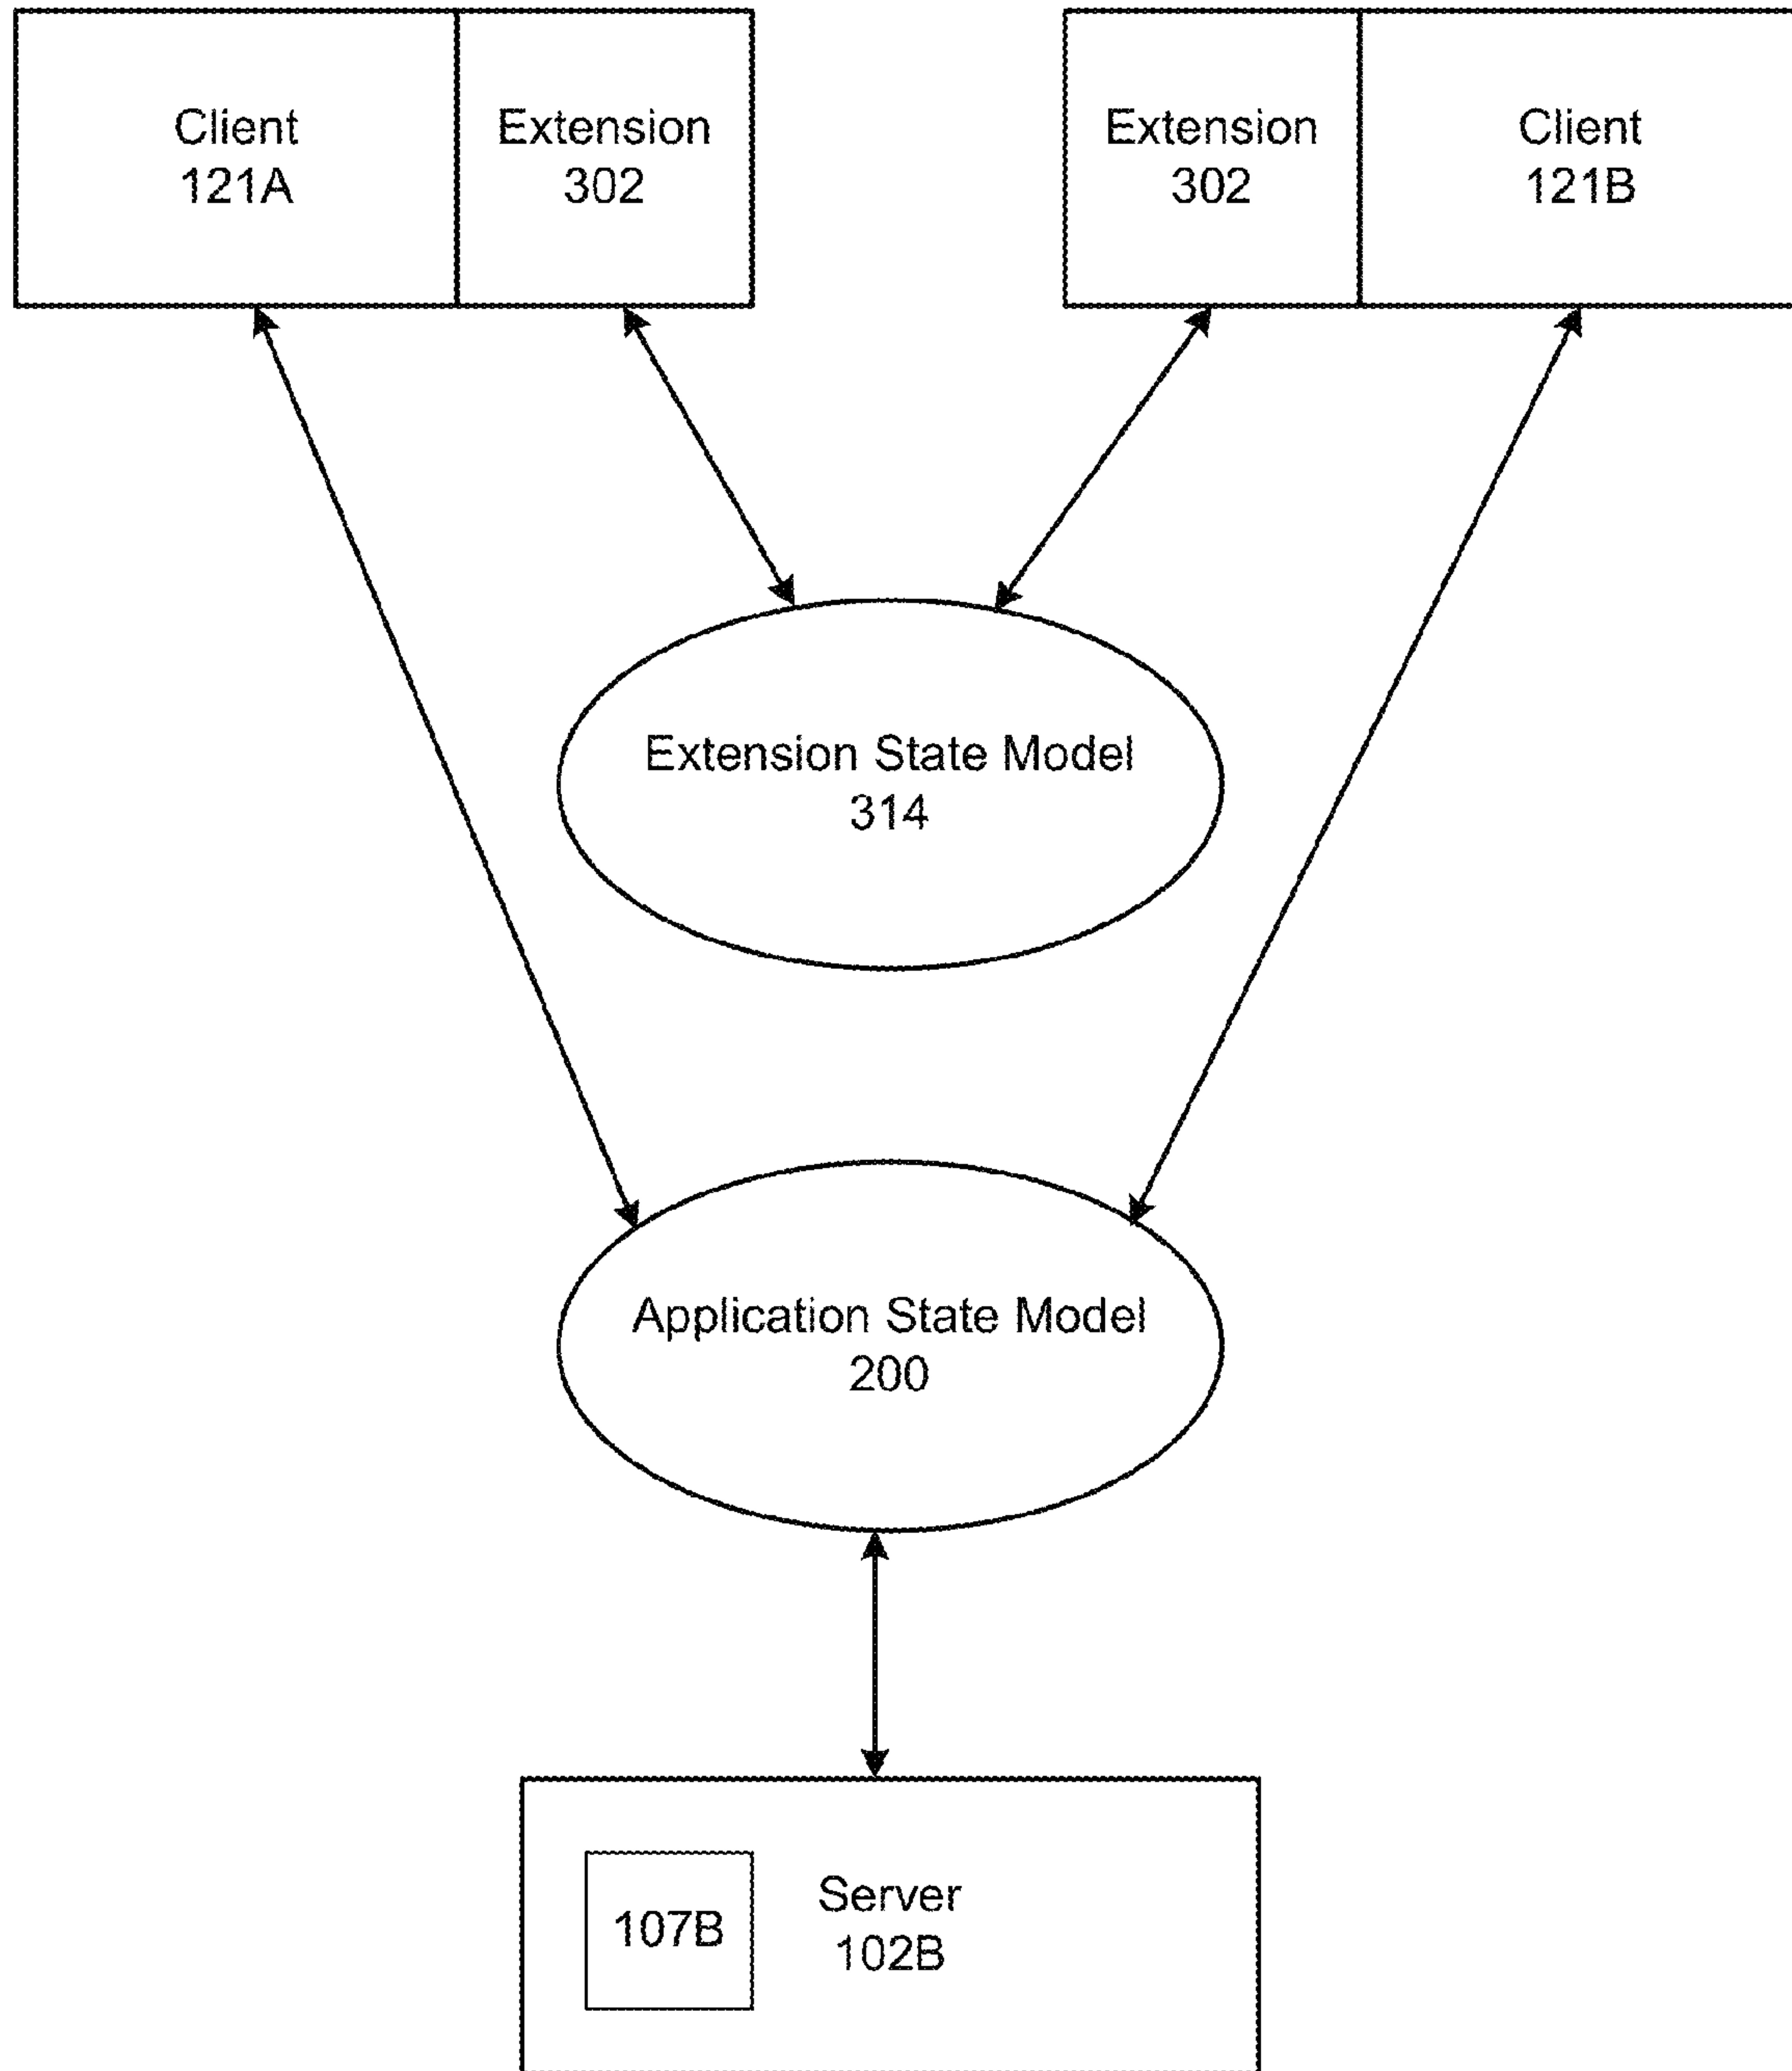 Client
121A
Extension
302
Extension
302
Client
121B
Extension State Model
314
Application State Model
200
107B
Server
102B